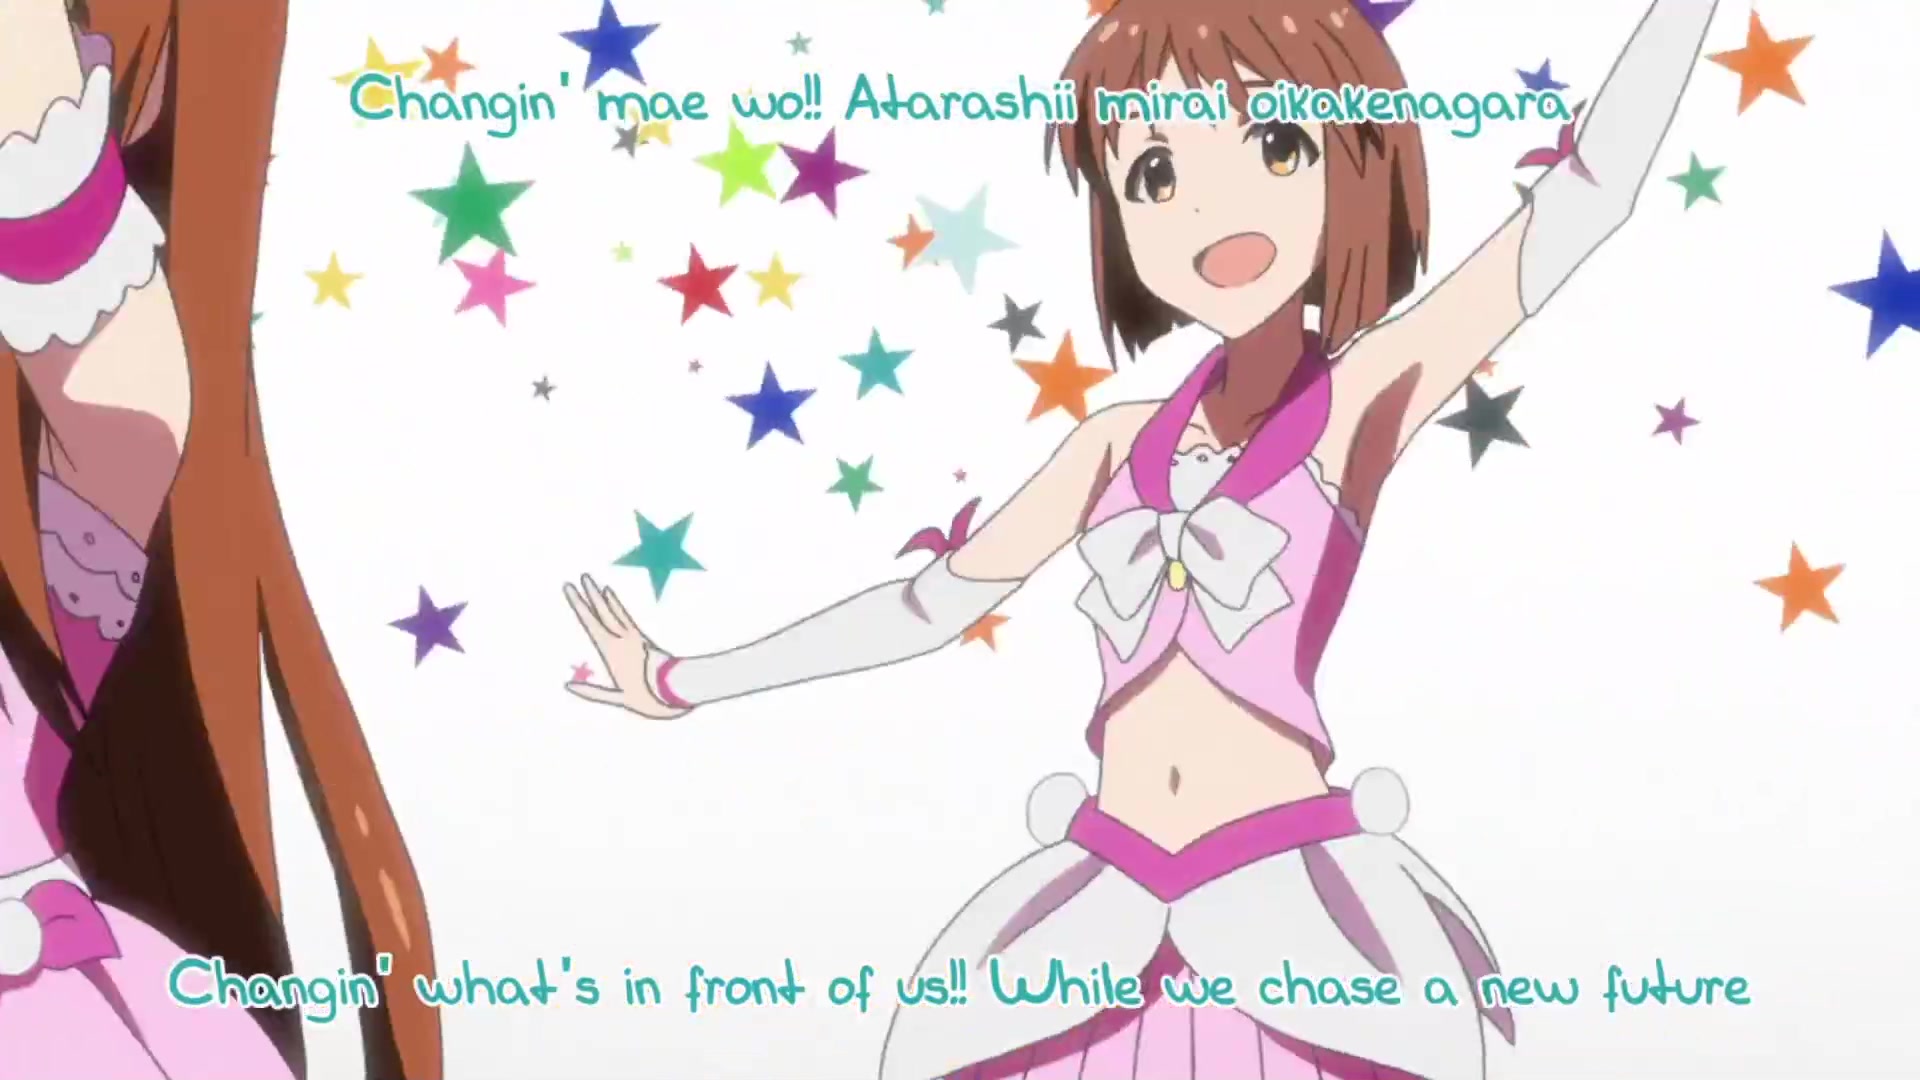 Changin' mae wo!! Atarashii mirai oikakenagara
Changin' what's in front of us!! While we chase a new future